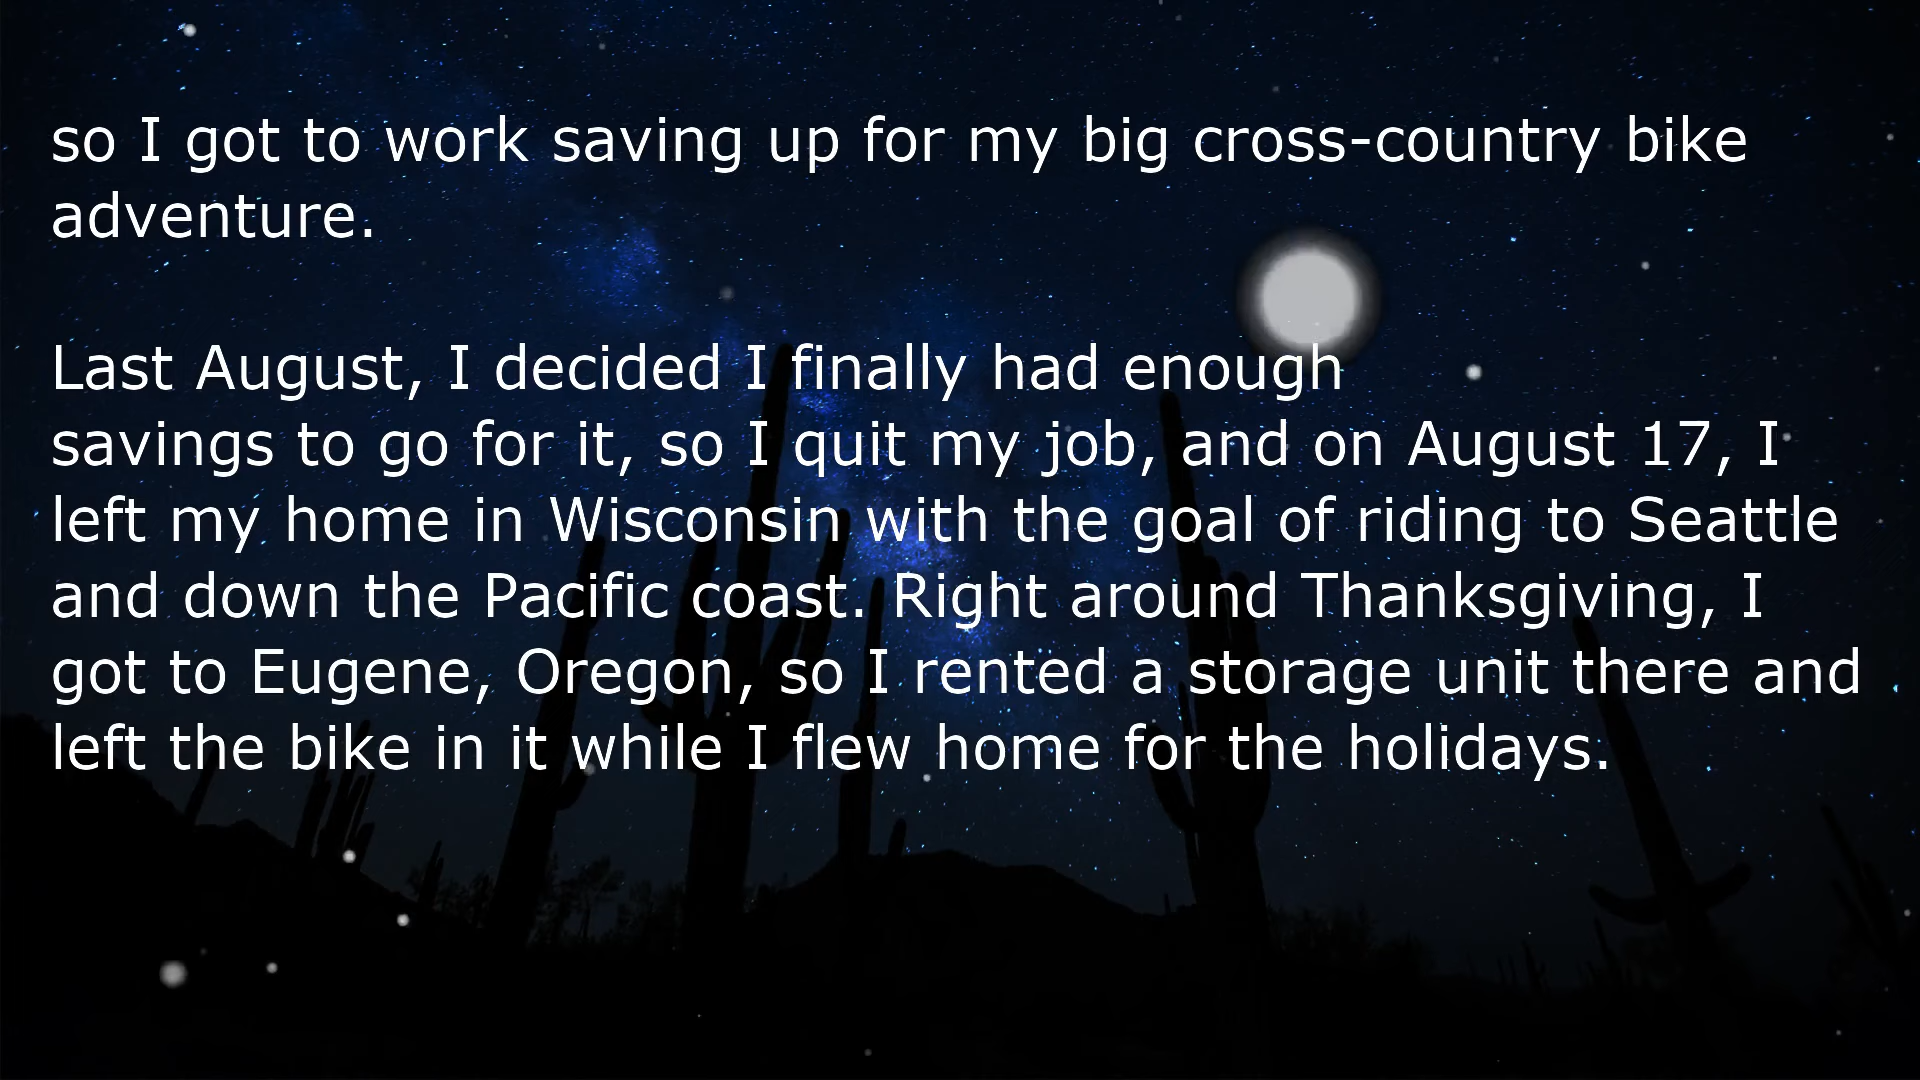 so I got to work saving up for my big cross-country bike
adventure.
Last August, I decided I finally had enough
savings to go for it, so I quit my job, and on August 17, I
left my home in Wisconsin with the goal of riding to Seattle
and down the Pacific coast. Right around Thanksgiving, I
got to Eugene, Oregon, so I rented a storage unit there and
left the bike in it while I flew home for the holidays.